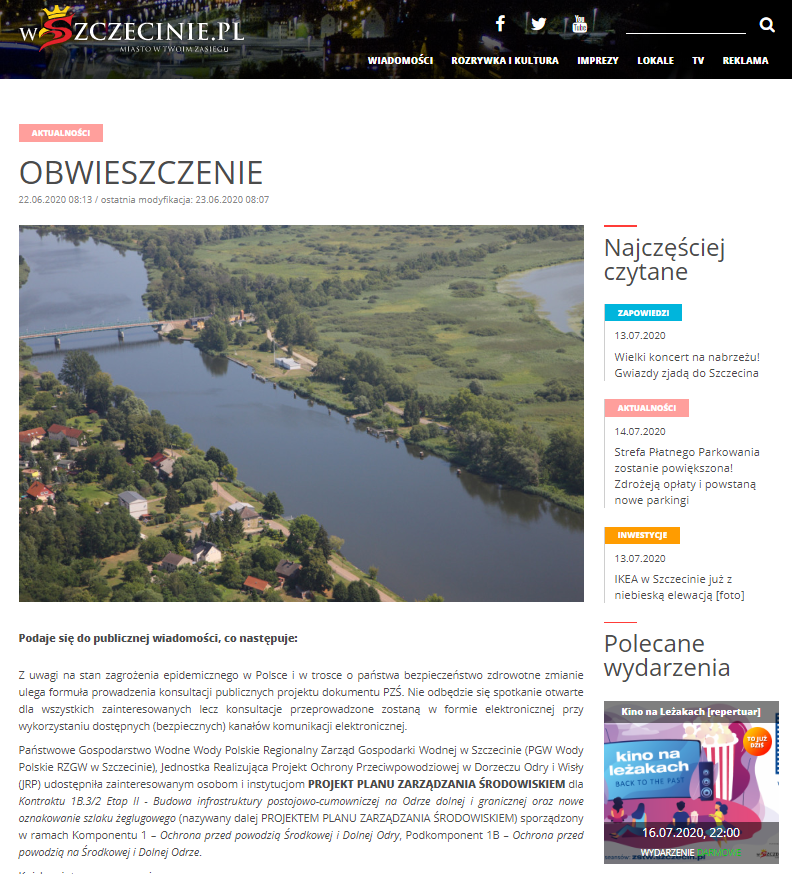 wSZCZECINIE.PL
MIASTO W TWOIM ZASIĘGU
WIADOMOŚCI ROZRYWKA I KULTURA IMPREZY LOKALE TV REKLAMA
AKTUALNOŚCI
OBWIESZCZENIE
22.06.2020 08:13 / ostatnia modyfikacja: 23.06.2020 08:07
Podaje się do publicznej wiadomości, co następuje:
Z uwagi na stan zagrożenia epidemicznego w Polsce i w trosce o państwa bezpieczeństwo zdrowotne zmianie
ulega formuła prowadzenia konsultacji publicznych projektu dokumentu PZŚ. Nie odbędzie się spotkanie otwarte
dla wszystkich zainteresowanych lecz konsultacje przeprowadzone zostaną w formie elektronicznej przy
wykorzystaniu dostępnych (bezpiecznych) kanałów komunikacji elektronicznej.
Państwowe Gospodarstwo Wodne Wody Polskie Regionalny Zarząd Gospodarki Wodnej w Szczecinie (PGW Wody
Polskie RZGW w Szczecinie), Jednostka Realizująca Projekt Ochrony Przeciwpowodziowej w Dorzeczu Odry i Wisły
(JRP) udostępniła zainteresowanym osobom i instytucjom PROJEKT PLANU ZARZĄDZANIA ŚRODOWISKIEM dla
Kontraktu 1B.3/2 Etap II - Budowa infrastruktury postojowo-cumowniczej na Odrze dolnej i granicznej oraz nowe
oznakowanie szlaku żeglugowego (nazywany dalej PROJEKTEM PLANU ZARZĄDZANIA ŚRODOWISKIEM) sporządzony
w ramach Komponentu 1 – Ochrona przed powodzią Środkowej i Dolnej Odry, Podkomponent 1B – Ochrona przed
powodzią na Środkowej i Dolnej Odrze.
Najczęściej
czytane
ZAPOWIEDZI
13.07.2020
Wielki koncert na nabrzeżu!
Gwiazdy zjadą do Szczecina
AKTUALNOŚCI
14.07.2020
Strefa Płatnego Parkowania
zostanie powiększona!
Zdrożeją opłaty i powstaną
nowe parkingi
INWESTYCJE
13.07.2020
IKEA w Szczecinie już z
niebieską elewacją [foto]
Polecane
wydarzenia
Kino na Leżakach [repertuar]
TO JUŻ
DZIŚ
kino na
leżakach
BACK TO THE PAST
16.07.2020, 22:00
WYDARZENIE